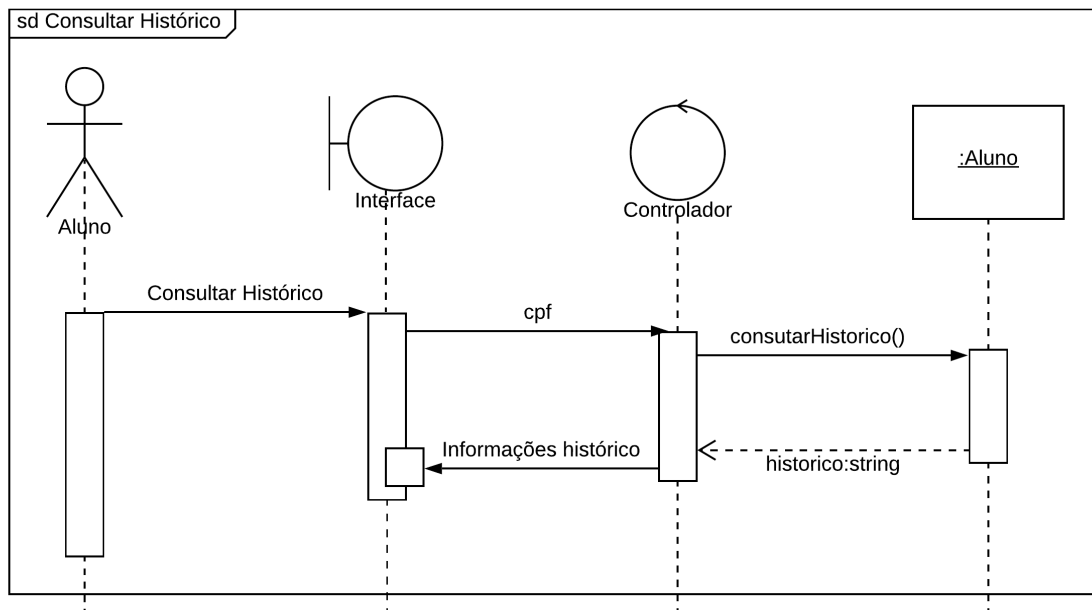 sd Consultar Histórico
Aluno
Interface
Controlador
:Aluno
Consultar Histórico
cpf
consutarHistorico()
Informações histórico
historico:string